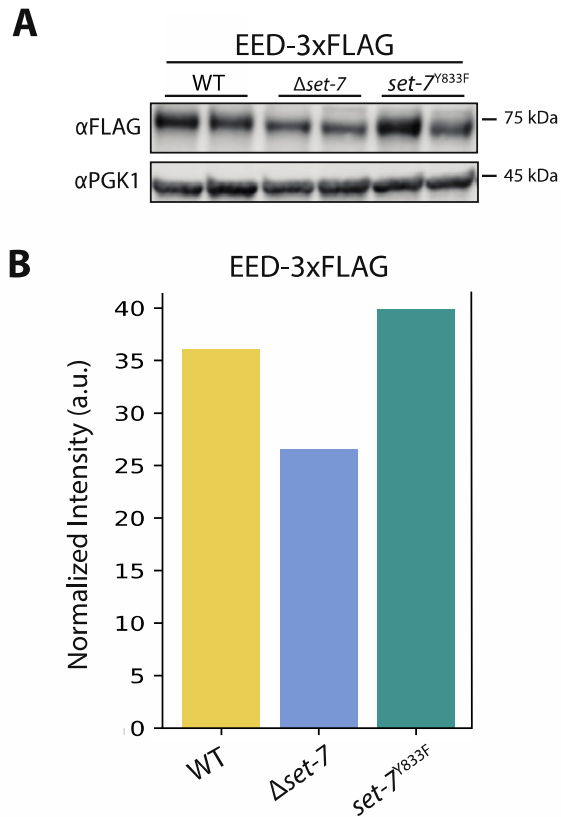 A
EED-3xFLAG
WT Δset-7 set-7Y833F
αFLAG 75 kDa
αPGK1 45 kDa
B
EED-3xFLAG
Normalized Intensity (a.u.)
40
35
30
25
20
15
10
5
0
WT Δset-7 set-7Y833F